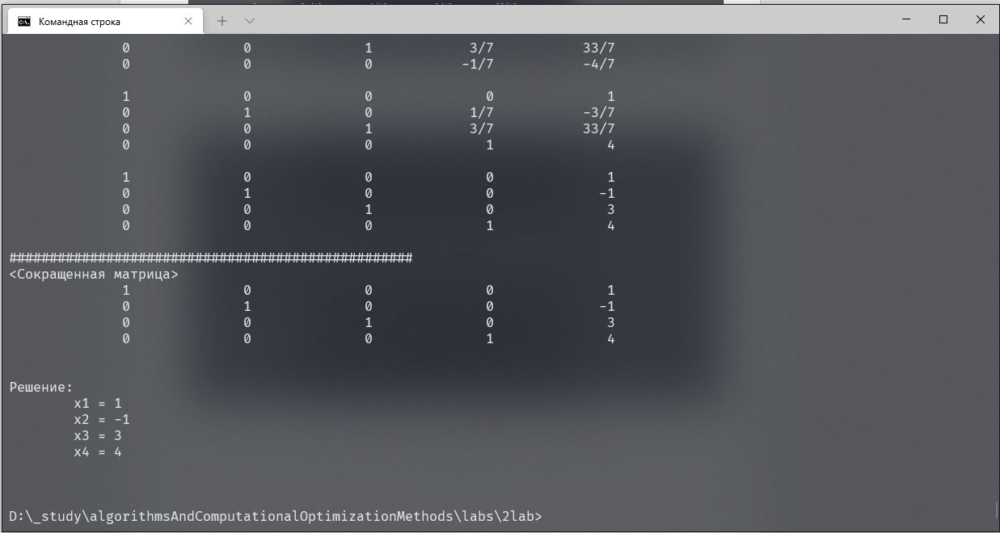 Командная строка
0 0 1 3/7 33/7
0 0 0 -1/7 -4/7
1 0 0 0 1
0 1 0 1/7 -3/7
0 0 1 3/7 33/7
0 0 0 1 4
1 0 0 0 1
0 1 0 0 -1
0 0 1 0 3
0 0 0 1 4
##################################################
<Сокращенная матрица>
1 0 0 0 1
0 1 0 0 -1
0 0 1 0 3
0 0 0 1 4
Решение:
x1 = 1
x2 = -1
x3 = 3
x4 = 4
D:\_study\algorithmsAndComputationalOptimizationMethods\labs\2lab>